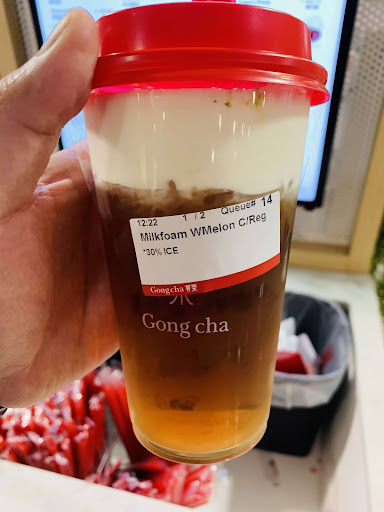 12:22 1 / 2 Queue# 14
Milkfoam WMelon C/Reg
*30% ICE
Gong cha 貢茶
Gong cha